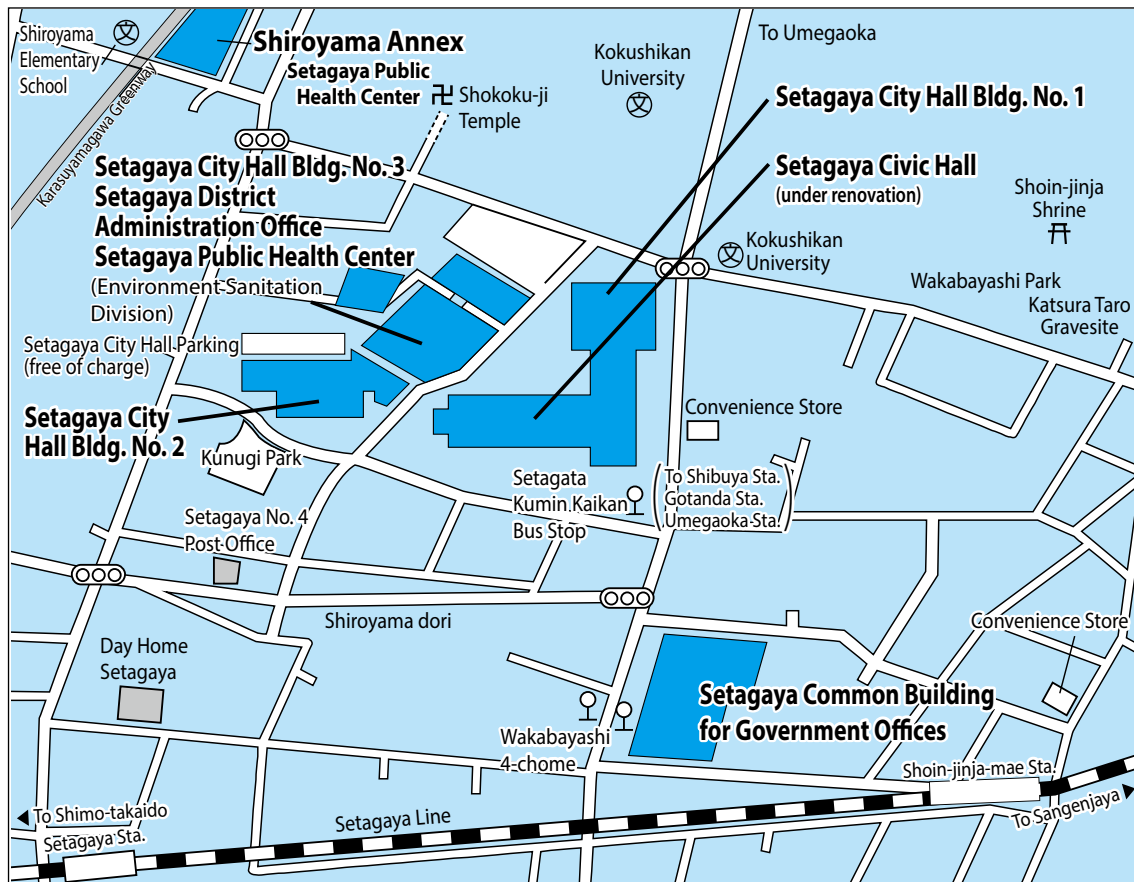 Shiroyama
Elementary
School
文
Shiroyama Annex
Setagaya Public
Health Center
Karasuyamagawa Greenway
Shokoku-ji
Temple
Kokushikan
University
文
To Umegaoka
Setagaya City Hall Bldg. No. 1
Setagaya Civic Hall
(under renovation)
Shoin-jinja
Shrine
Setagaya City Hall Bldg. No. 3
Setagaya District
Administration Office
Setagaya Public Health Center
(Environment Sanitation
Division)
文
Kokushikan
University
Wakabayashi Park
Katsura Taro
Gravesite
Setagaya City Hall Parking
(free of charge)
Setagaya City
Hall Bldg. No. 2
Kunugi Park
Convenience Store
Setagata
Kumin Kaikan
Bus Stop
(To Shibuya Sta.
Gotanda Sta.
Umegaoka Sta.)
Setagaya No. 4
Post Office
Shiroyama dori
Convenience Store
Day Home
Setagaya
Setagaya Common Building
for Government Offices
Wakabayashi
4-chome
Shoin-jinja-mae Sta.
To Shimo-takaido
Setagaya Sta.
Setagaya Line
To Sangenjaya